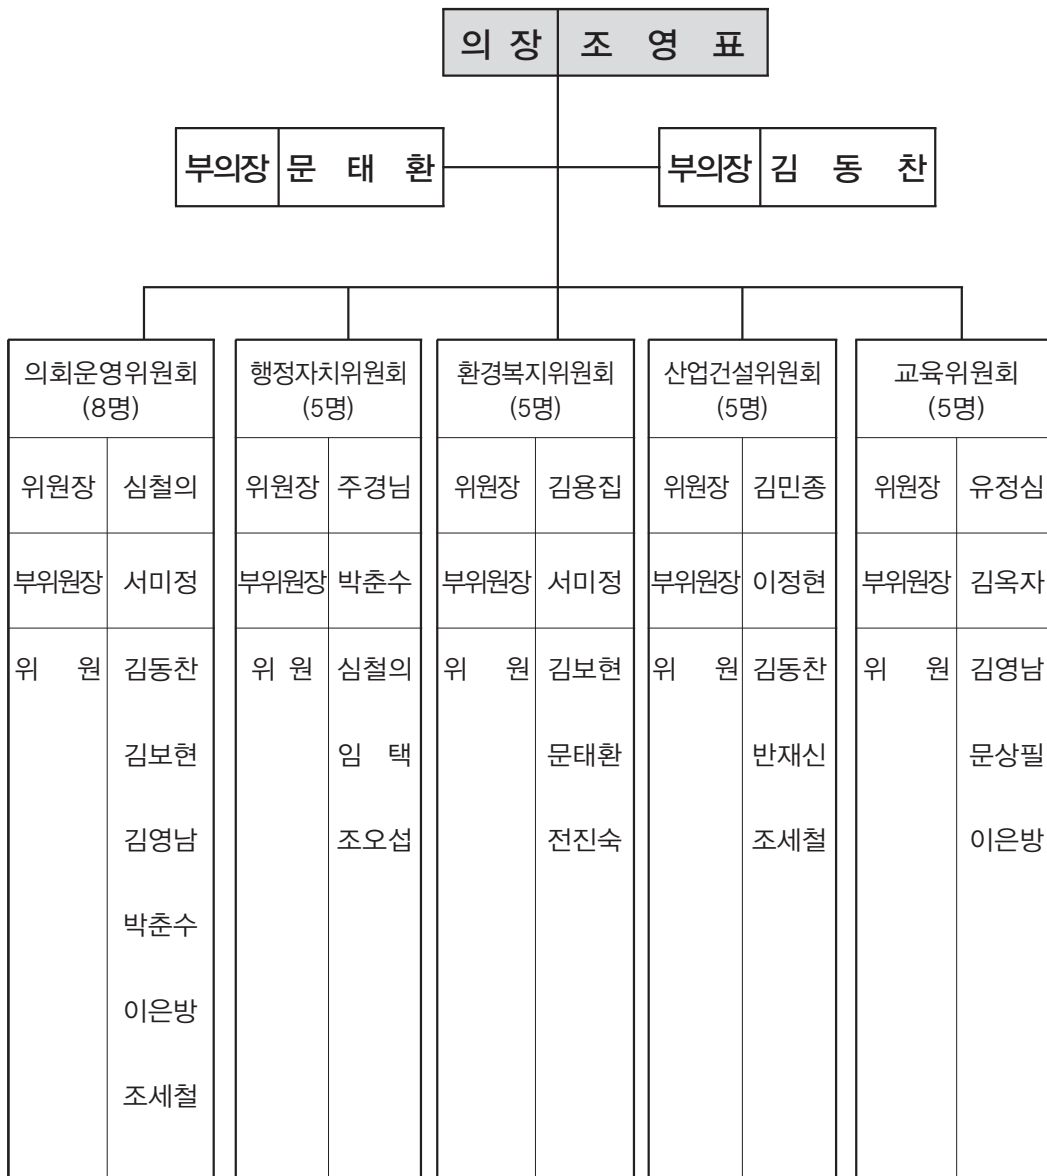 의 장 조 영 표
부의장 문 태 환
부의장 김 동 찬
의회운영위원회
(8명)
위원장 심철의
부위원장 서미정
위 원 김동찬
김보현
김영남
박춘수
이은방
조세철
행정자치위원회
(5명)
위원장 주경님
부위원장 박춘수
위 원 심철의
임 택
조오섭
환경복지위원회
(5명)
위원장 김용집
부위원장 서미정
위 원 김보현
문태환
전진숙
산업건설위원회
(5명)
위원장 김민종
부위원장 이정현
위 원 김동찬
반재신
조세철
교육위원회
(5명)
위원장 유정심
부위원장 김옥자
위 원 김영남
문상필
이은방